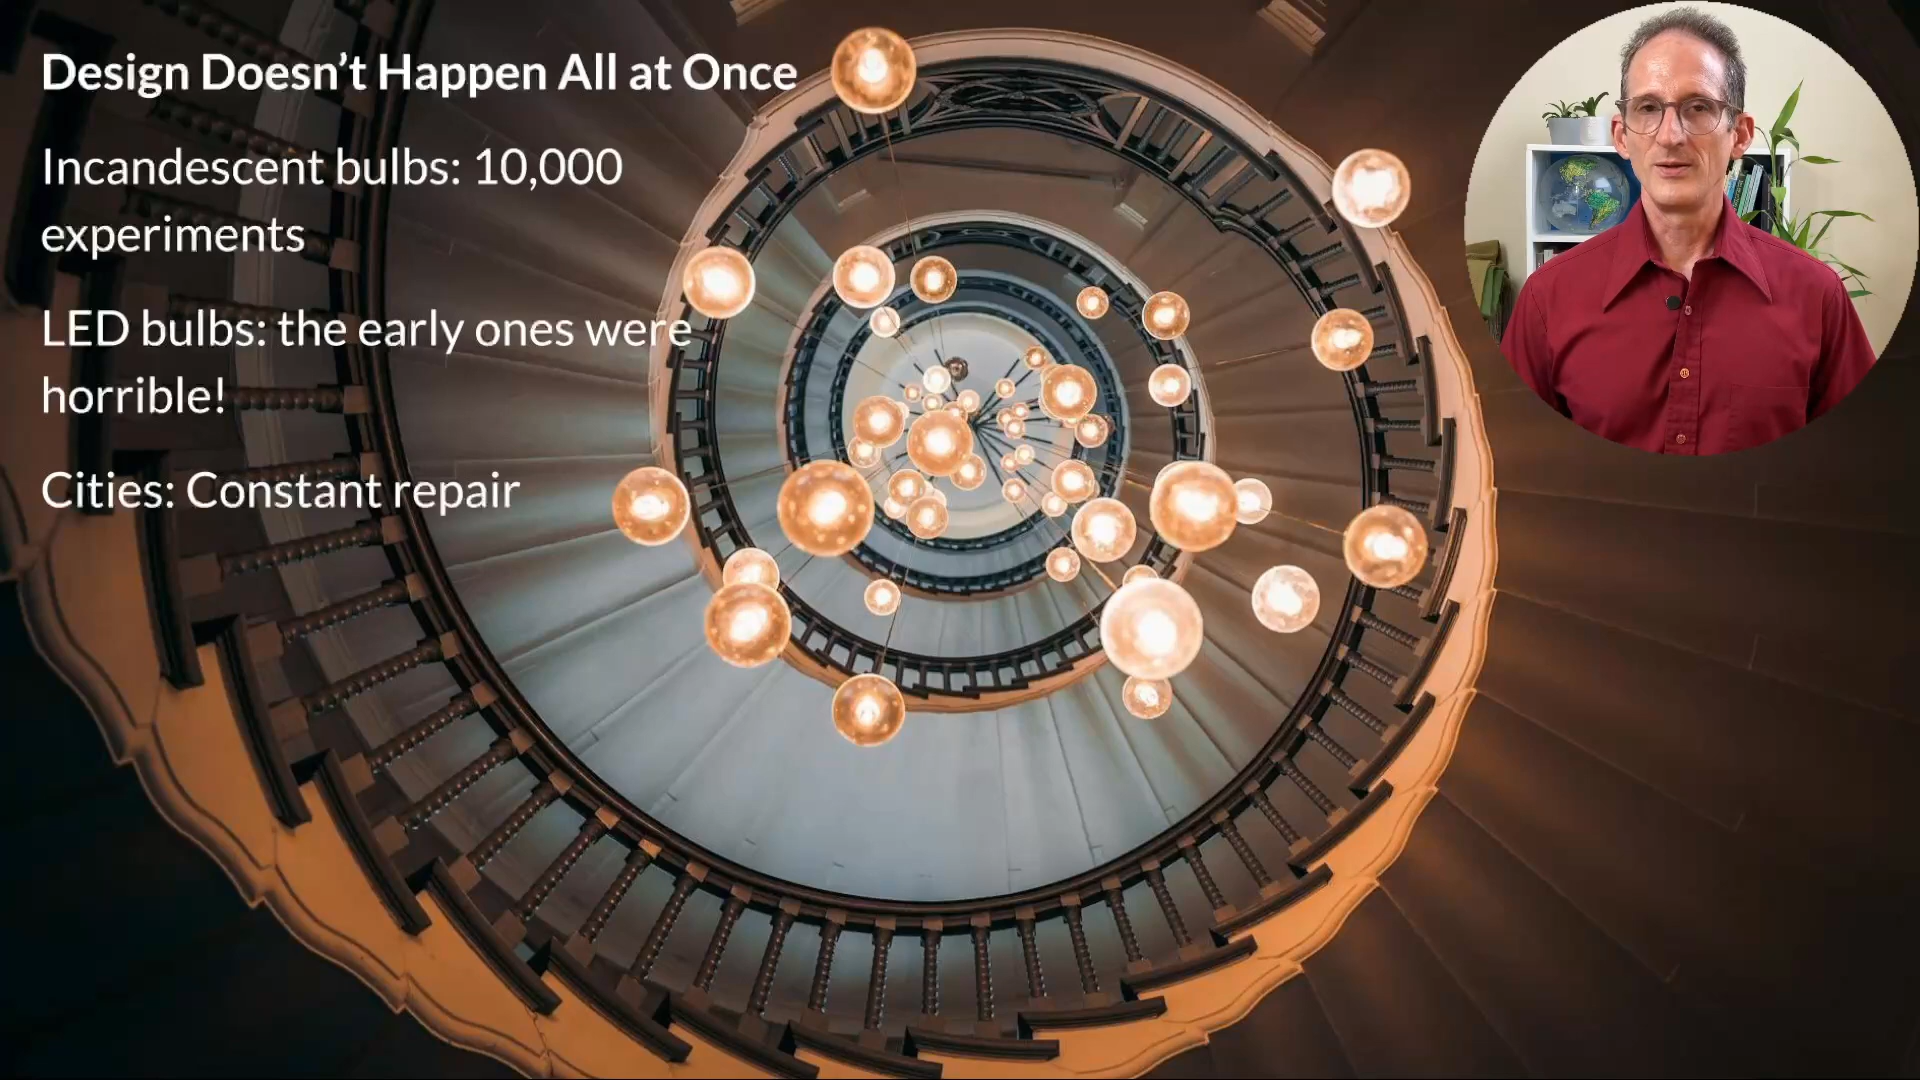 Design Doesn’t Happen All at Once
Incandescent bulbs: 10,000
experiments
LED bulbs: the early ones were
horrible!
Cities: Constant repair